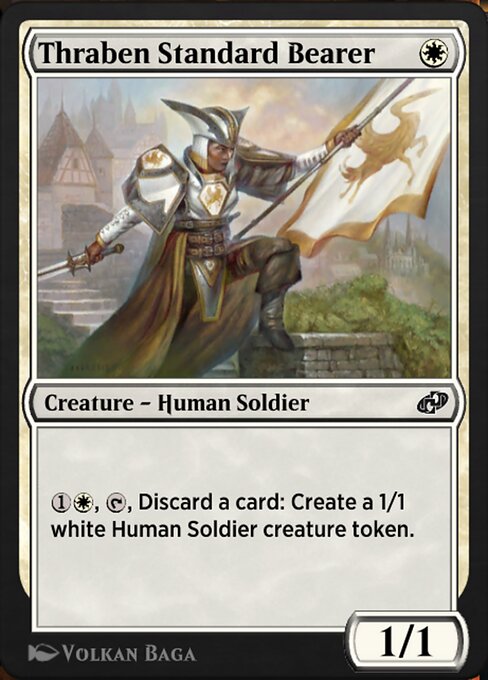 Thraben Standard Bearer
Creature – Human Soldier
1, , Discard a card: Create a 1/1
white Human Soldier creature token.
1/1
Volkan Baga